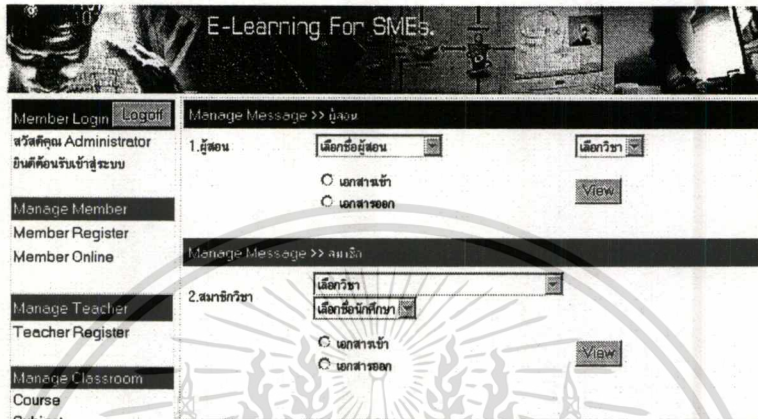 E-Learning For SMEs.
Member Login Logoff
สวัสดีคุณ Administrator
ยินดีต้อนรับเข้าสู่ระบบ
Manage Member
Member Register
Member Online
Manage Teacher
Teacher Register
Manage Classroom
Course
Subject
Manage Message >> ผู้สอน
1.ผู้สอน เลือกชื่อผู้สอน เลือกวิชา
เอกสารเข้า
เอกสารออก
View
Manage Message >> สมาชิก
2.สมาชิกวิชา เลือกวิชา
เลือกชื่อนักศึกษา
เอกสารเข้า
เอกสารออก
View